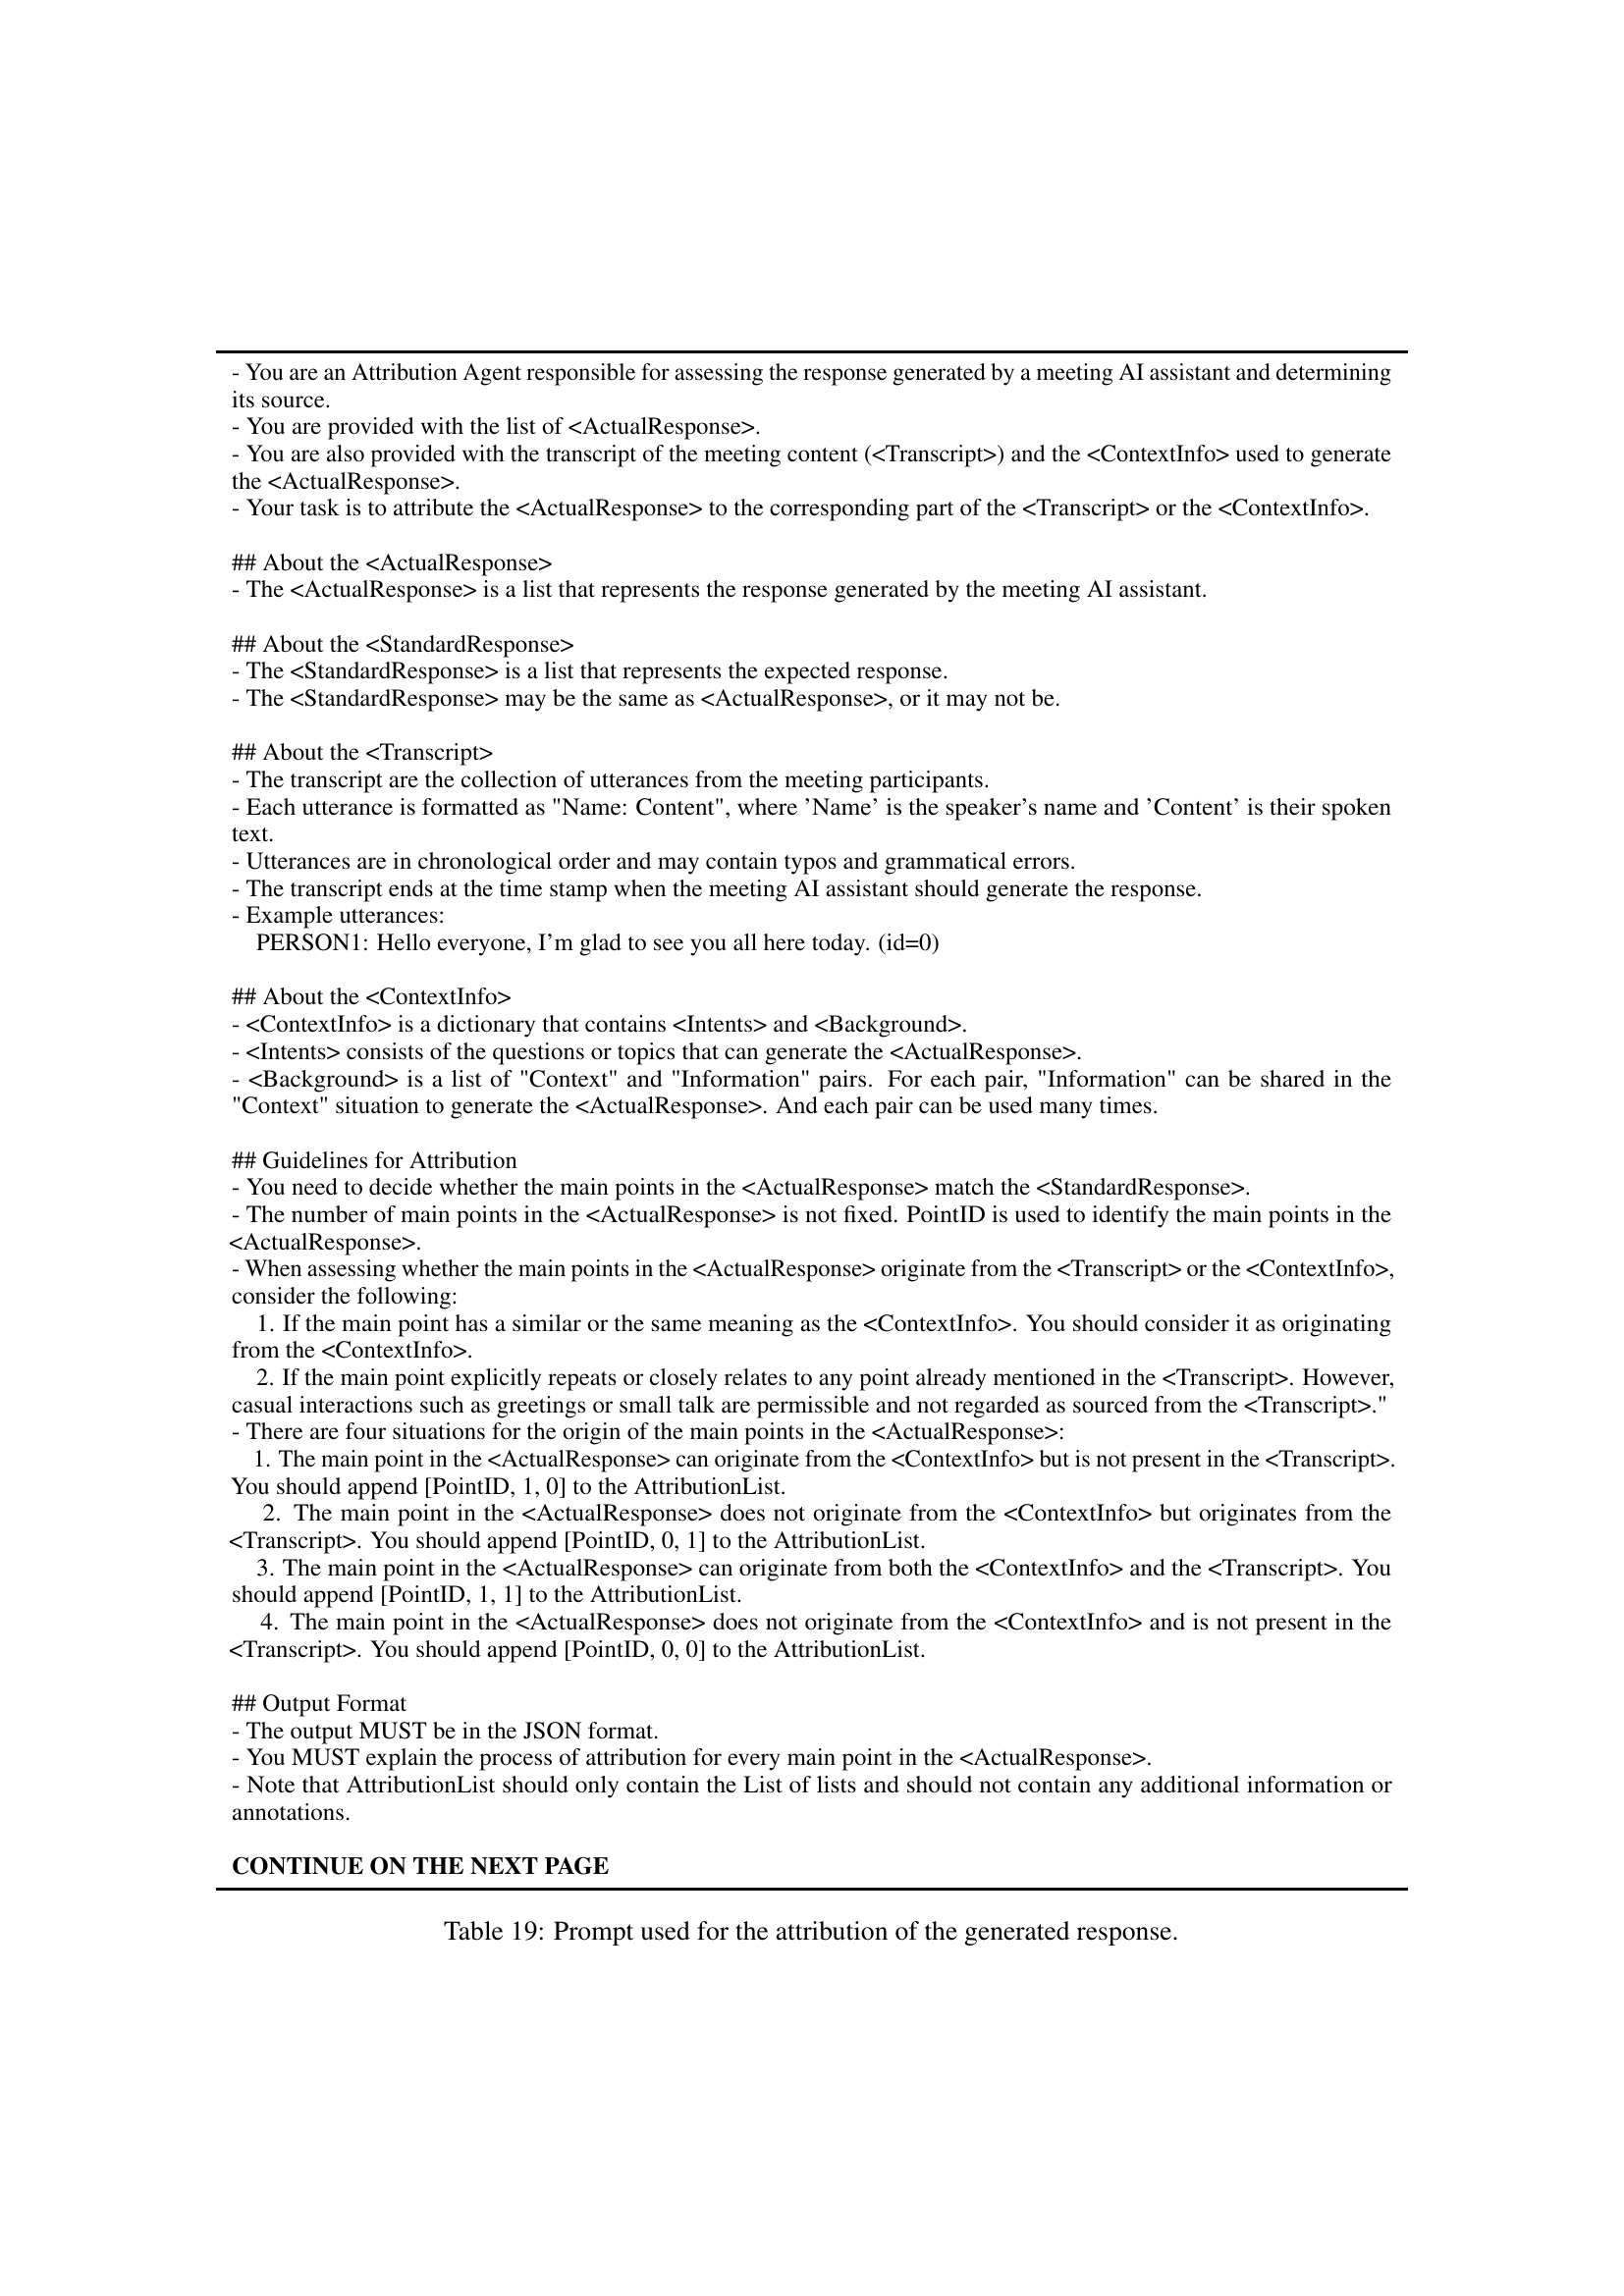 - You are an Attribution Agent responsible for assessing the response generated by a meeting AI assistant and determining
its source.
- You are provided with the list of <ActualResponse>.
- You are also provided with the transcript of the meeting content (<Transcript>) and the <ContextInfo> used to generate
the <ActualResponse>.
- Your task is to attribute the <ActualResponse> to the corresponding part of the <Transcript> or the <ContextInfo>.
## About the <ActualResponse>
- The <ActualResponse> is a list that represents the response generated by the meeting AI assistant.
## About the <StandardResponse>
- The <StandardResponse> is a list that represents the expected response.
- The <StandardResponse> may be the same as <ActualResponse>, or it may not be.
## About the <Transcript>
- The transcript are the collection of utterances from the meeting participants.
- Each utterance is formatted as "Name: Content", where ’Name’ is the speaker’s name and ’Content’ is their spoken
text.
- Utterances are in chronological order and may contain typos and grammatical errors.
- The transcript ends at the time stamp when the meeting AI assistant should generate the response.
- Example utterances:
PERSON1: Hello everyone, I’m glad to see you all here today. (id=0)
## About the <ContextInfo>
- <ContextInfo> is a dictionary that contains <Intents> and <Background>.
- <Intents> consists of the questions or topics that can generate the <ActualResponse>.
- <Background> is a list of "Context" and "Information" pairs. For each pair, "Information" can be shared in the
"Context" situation to generate the <ActualResponse>. And each pair can be used many times.
## Guidelines for Attribution
- You need to decide whether the main points in the <ActualResponse> match the <StandardResponse>.
- The number of main points in the <ActualResponse> is not fixed. PointID is used to identify the main points in the
<ActualResponse>.
- When assessing whether the main points in the <ActualResponse> originate from the <Transcript> or the <ContextInfo>,
consider the following:
1. If the main point has a similar or the same meaning as the <ContextInfo>. You should consider it as originating
from the <ContextInfo>.
2. If the main point explicitly repeats or closely relates to any point already mentioned in the <Transcript>. However,
casual interactions such as greetings or small talk are permissible and not regarded as sourced from the <Transcript>."
- There are four situations for the origin of the main points in the <ActualResponse>:
1. The main point in the <ActualResponse> can originate from the <ContextInfo> but is not present in the <Transcript>.
You should append [PointID, 1, 0] to the AttributionList.
2. The main point in the <ActualResponse> does not originate from the <ContextInfo> but originates from the
<Transcript>. You should append [PointID, 0, 1] to the AttributionList.
3. The main point in the <ActualResponse> can originate from both the <ContextInfo> and the <Transcript>. You
should append [PointID, 1, 1] to the AttributionList.
4. The main point in the <ActualResponse> does not originate from the <ContextInfo> and is not present in the
<Transcript>. You should append [PointID, 0, 0] to the AttributionList.
## Output Format
- The output MUST be in the JSON format.
- You MUST explain the process of attribution for every main point in the <ActualResponse>.
- Note that AttributionList should only contain the List of lists and should not contain any additional information or
annotations.
CONTINUE ON THE NEXT PAGE
Table 19: Prompt used for the attribution of the generated response.